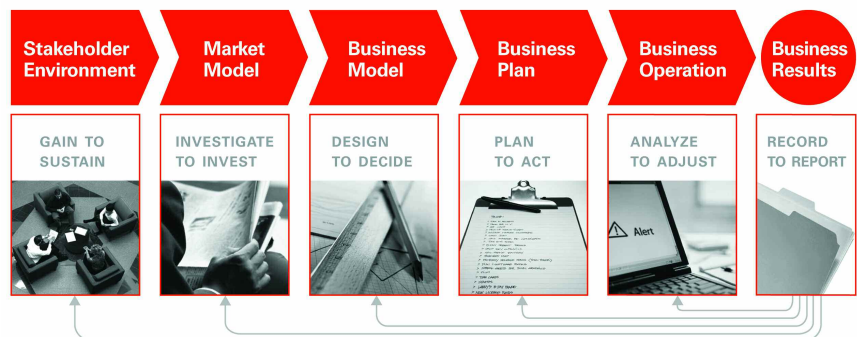 Stakeholder
Environment
Market
Model
Business
Model
Business
Plan
Business
Operation
Business
Results
GAIN TO
SUSTAIN
INVESTIGATE
TO INVEST
DESIGN
TO DECIDE
PLAN
TO ACT
ANALYZE
TO ADJUST
RECORD
TO REPORT
Alert